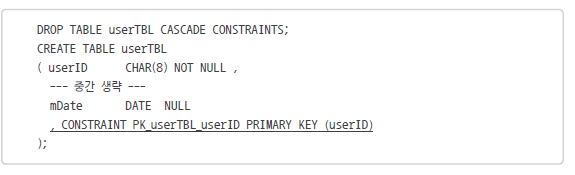 DROP TABLE userTBL CASCADE CONSTRAINTS;
CREATE TABLE userTBL
( userID CHAR(8) NOT NULL ,
--- 중간 생략 ---
mDate DATE NULL
, CONSTRAINT PK_userTBL_userID PRIMARY KEY (userID)
);